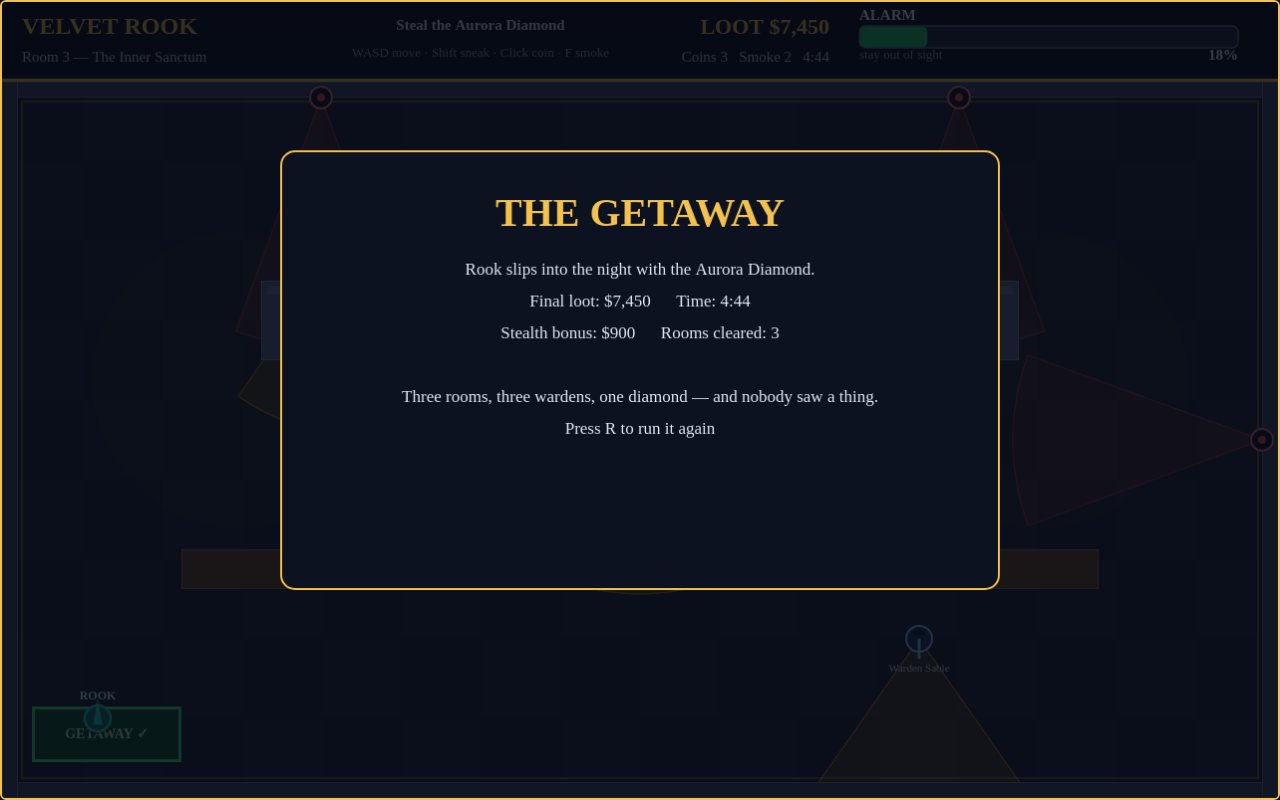 VELVET ROOK
Room 3 — The Inner Sanctum
Steal the Aurora Diamond
WASD move · Shift sneak · Click coin · F smoke
LOOT $7,450
Coins 3 Smoke 2 4:44
ALARM
stay out of sight
18%
THE GETAWAY
Rook slips into the night with the Aurora Diamond.
Final loot: $7,450 Time: 4:44
Stealth bonus: $900 Rooms cleared: 3
Three rooms, three wardens, one diamond — and nobody saw a thing.
Press R to run it again
Warden Sable
ROOK
GETAWAY ✓